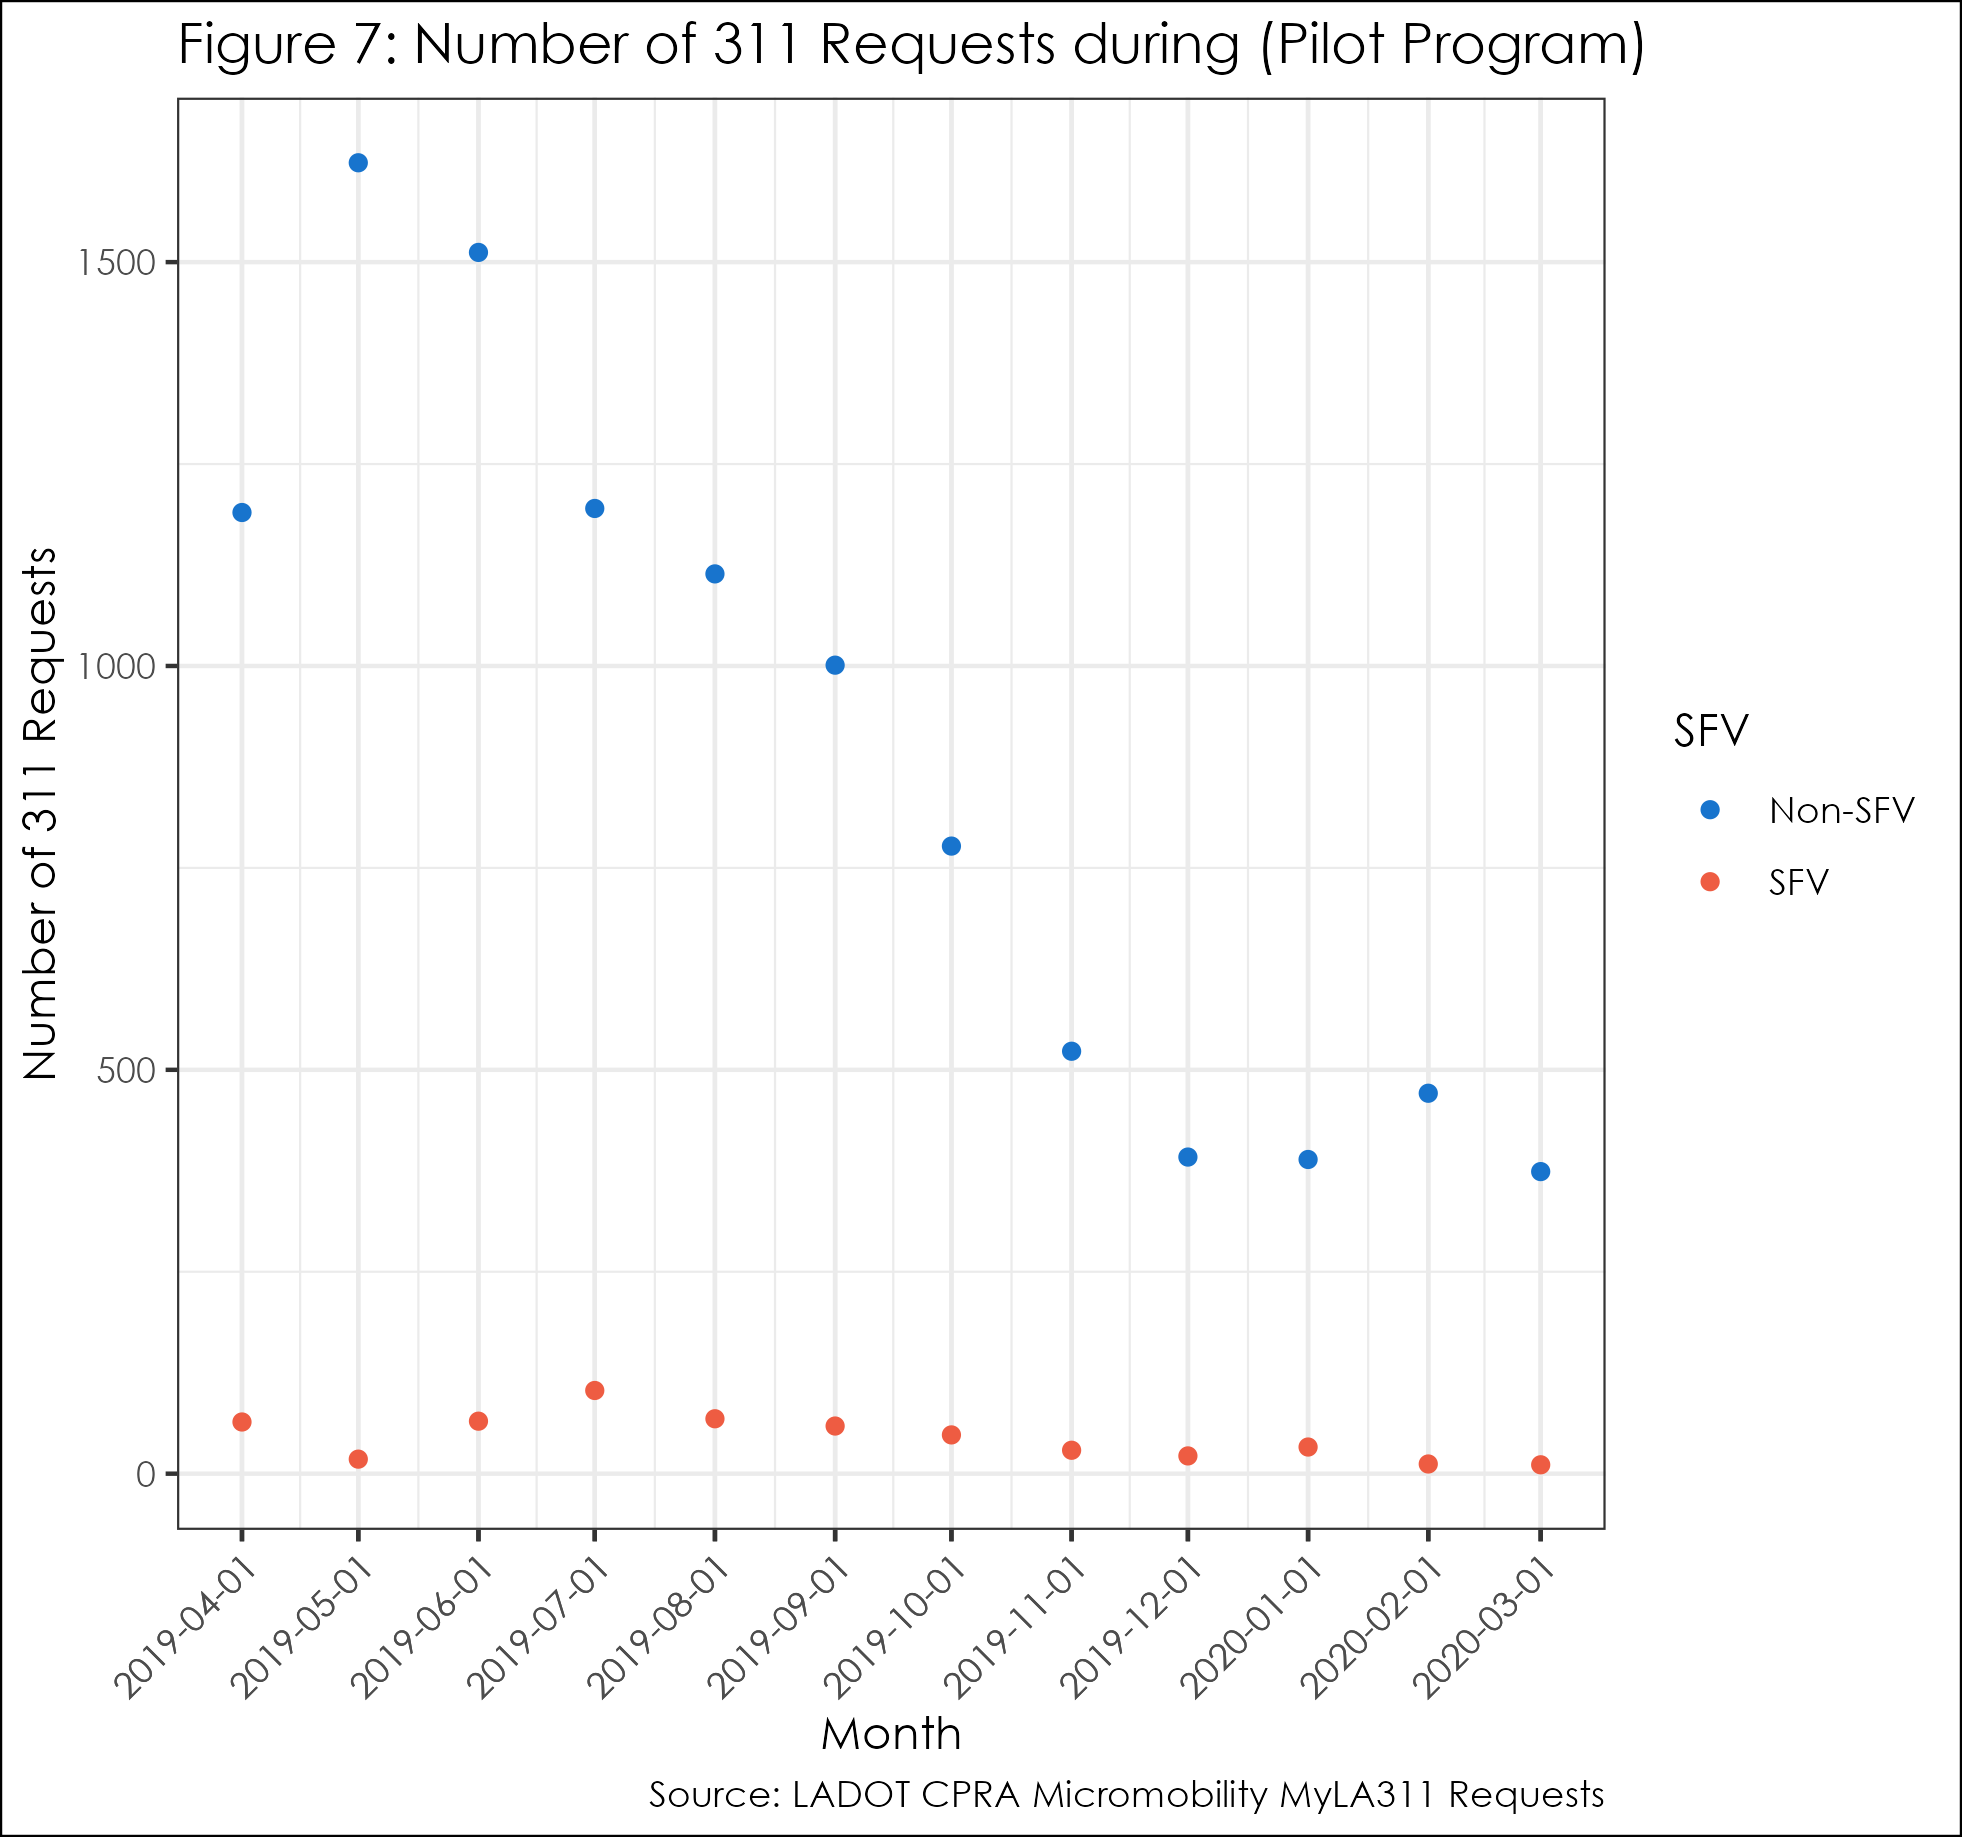 Figure 7: Number of 311 Requests during (Pilot Program)
Number of 311 Requests
1500
1000
500
0
2019-04-01
2019-05-01
2019-06-01
2019-07-01
2019-08-01
2019-09-01
2019-10-01
2019-11-01
2019-12-01
2020-01-01
2020-02-01
2020-03-01
Month
SFV
Non-SFV
SFV
Source: LADOT CPRA Micromobility MyLA311 Requests